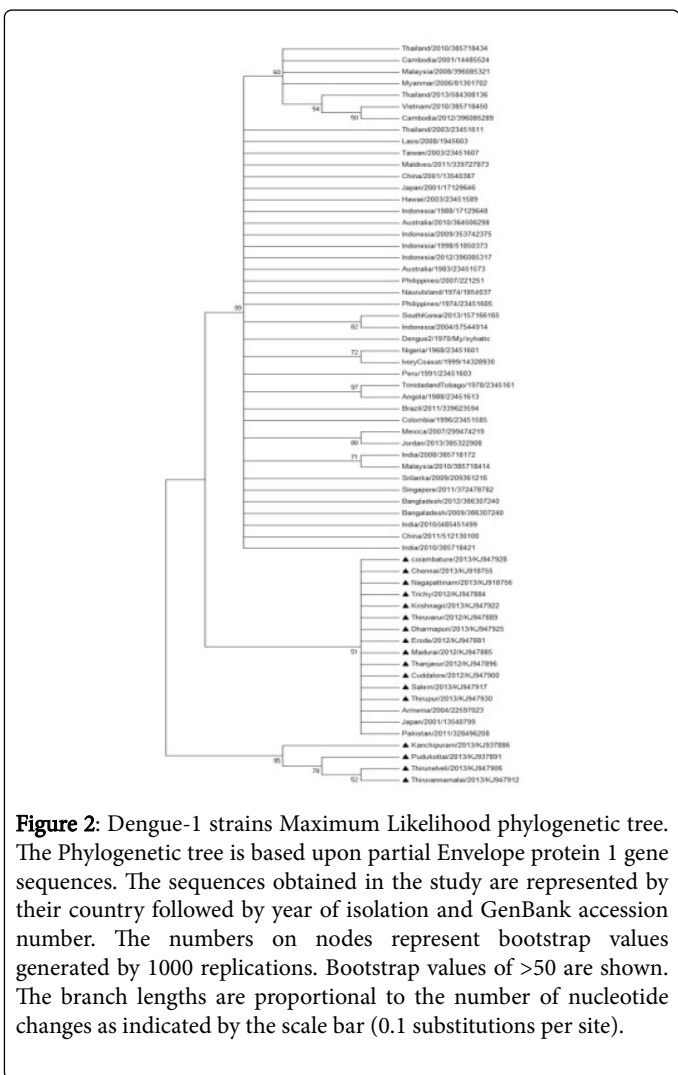 Thailand/2010/385718434
60
Cambodia/2001/14485524
Malaysia/2008/396085321
Myanmar/2006/81301702
Thailand/2013/584308136
54
Vietnam/2010/385718450
50
Cambodia/2012/396085289
Thailand/2003/23451611
Laos/2008/1945603
Taiwan/2003/23451607
Maldives/2011/339727873
China/2001/13540387
Japan/2001/17129646
Hawaii/2003/23451589
Indonesia/1988/17129648
Australia/2010/364506298
Indonesia/2009/353742375
Indonesia/1998/51850373
Indonesia/2012/396085317
Australia/1983/23451573
Philippines/2007/221251
NauruIsland/1974/1854037
99
Philippines/1974/23451605
SouthKorea/2013/157166165
82
Indonesia/2004/57544914
Dengue2/1970/My/sylvatic
Nigeria/1968/23451601
72
IvoryCoasst/1999/14328930
Peru/1991/23451603
TrinidadandTobago/1978/2345161
97
Angola/1988/23451613
Brazil/2011/339623594
Colombia/1996/23451585
Mexica/2007/299474219
Jordan/2013/385322908
India/2008/385718172
71
Malaysia/2010/385718414
Srilanka/2009/209361216
Singapore/2011/372478782
Bangladesh/2012/386307240
Bangaladesh/2009/386307240
India/2010/485451499
China/2011/512130100
India/2010/385718421
coiambature/2013/KJ947928
Chennai/2013/KJ918755
Nagapattinam/2013/KJ918756
Trichy/2012/KJ947884
Krishnagri/2013/KJ947922
Thiruvarur/2012/KJ947889
Dharmapuri/2013/KJ947925
Erode/2012/KJ947881
51
Madurai/2012/KJ947885
Thanjavur/2012/KJ947896
Cuddalore/2012/KJ947900
Salem/2013/KJ947917
Thirupur/2013/KJ947930
Armenia/2004/22597023
Japan/2001/13540799
Pakistan/2011/328496208
Kanchipuram/2013/KJ937886
95
Pudukottai/2013/KJ937891
78
Thirunelveli/2013/KJ947906
52
Thiruvannamalai/2013/KJ947912
Figure 2: Dengue-1 strains Maximum Likelihood phylogenetic tree.
The Phylogenetic tree is based upon partial Envelope protein 1 gene
sequences. The sequences obtained in the study are represented by
their country followed by year of isolation and GenBank accession
number. The numbers on nodes represent bootstrap values
generated by 1000 replications. Bootstrap values of >50 are shown.
The branch lengths are proportional to the number of nucleotide
changes as indicated by the scale bar (0.1 substitutions per site).